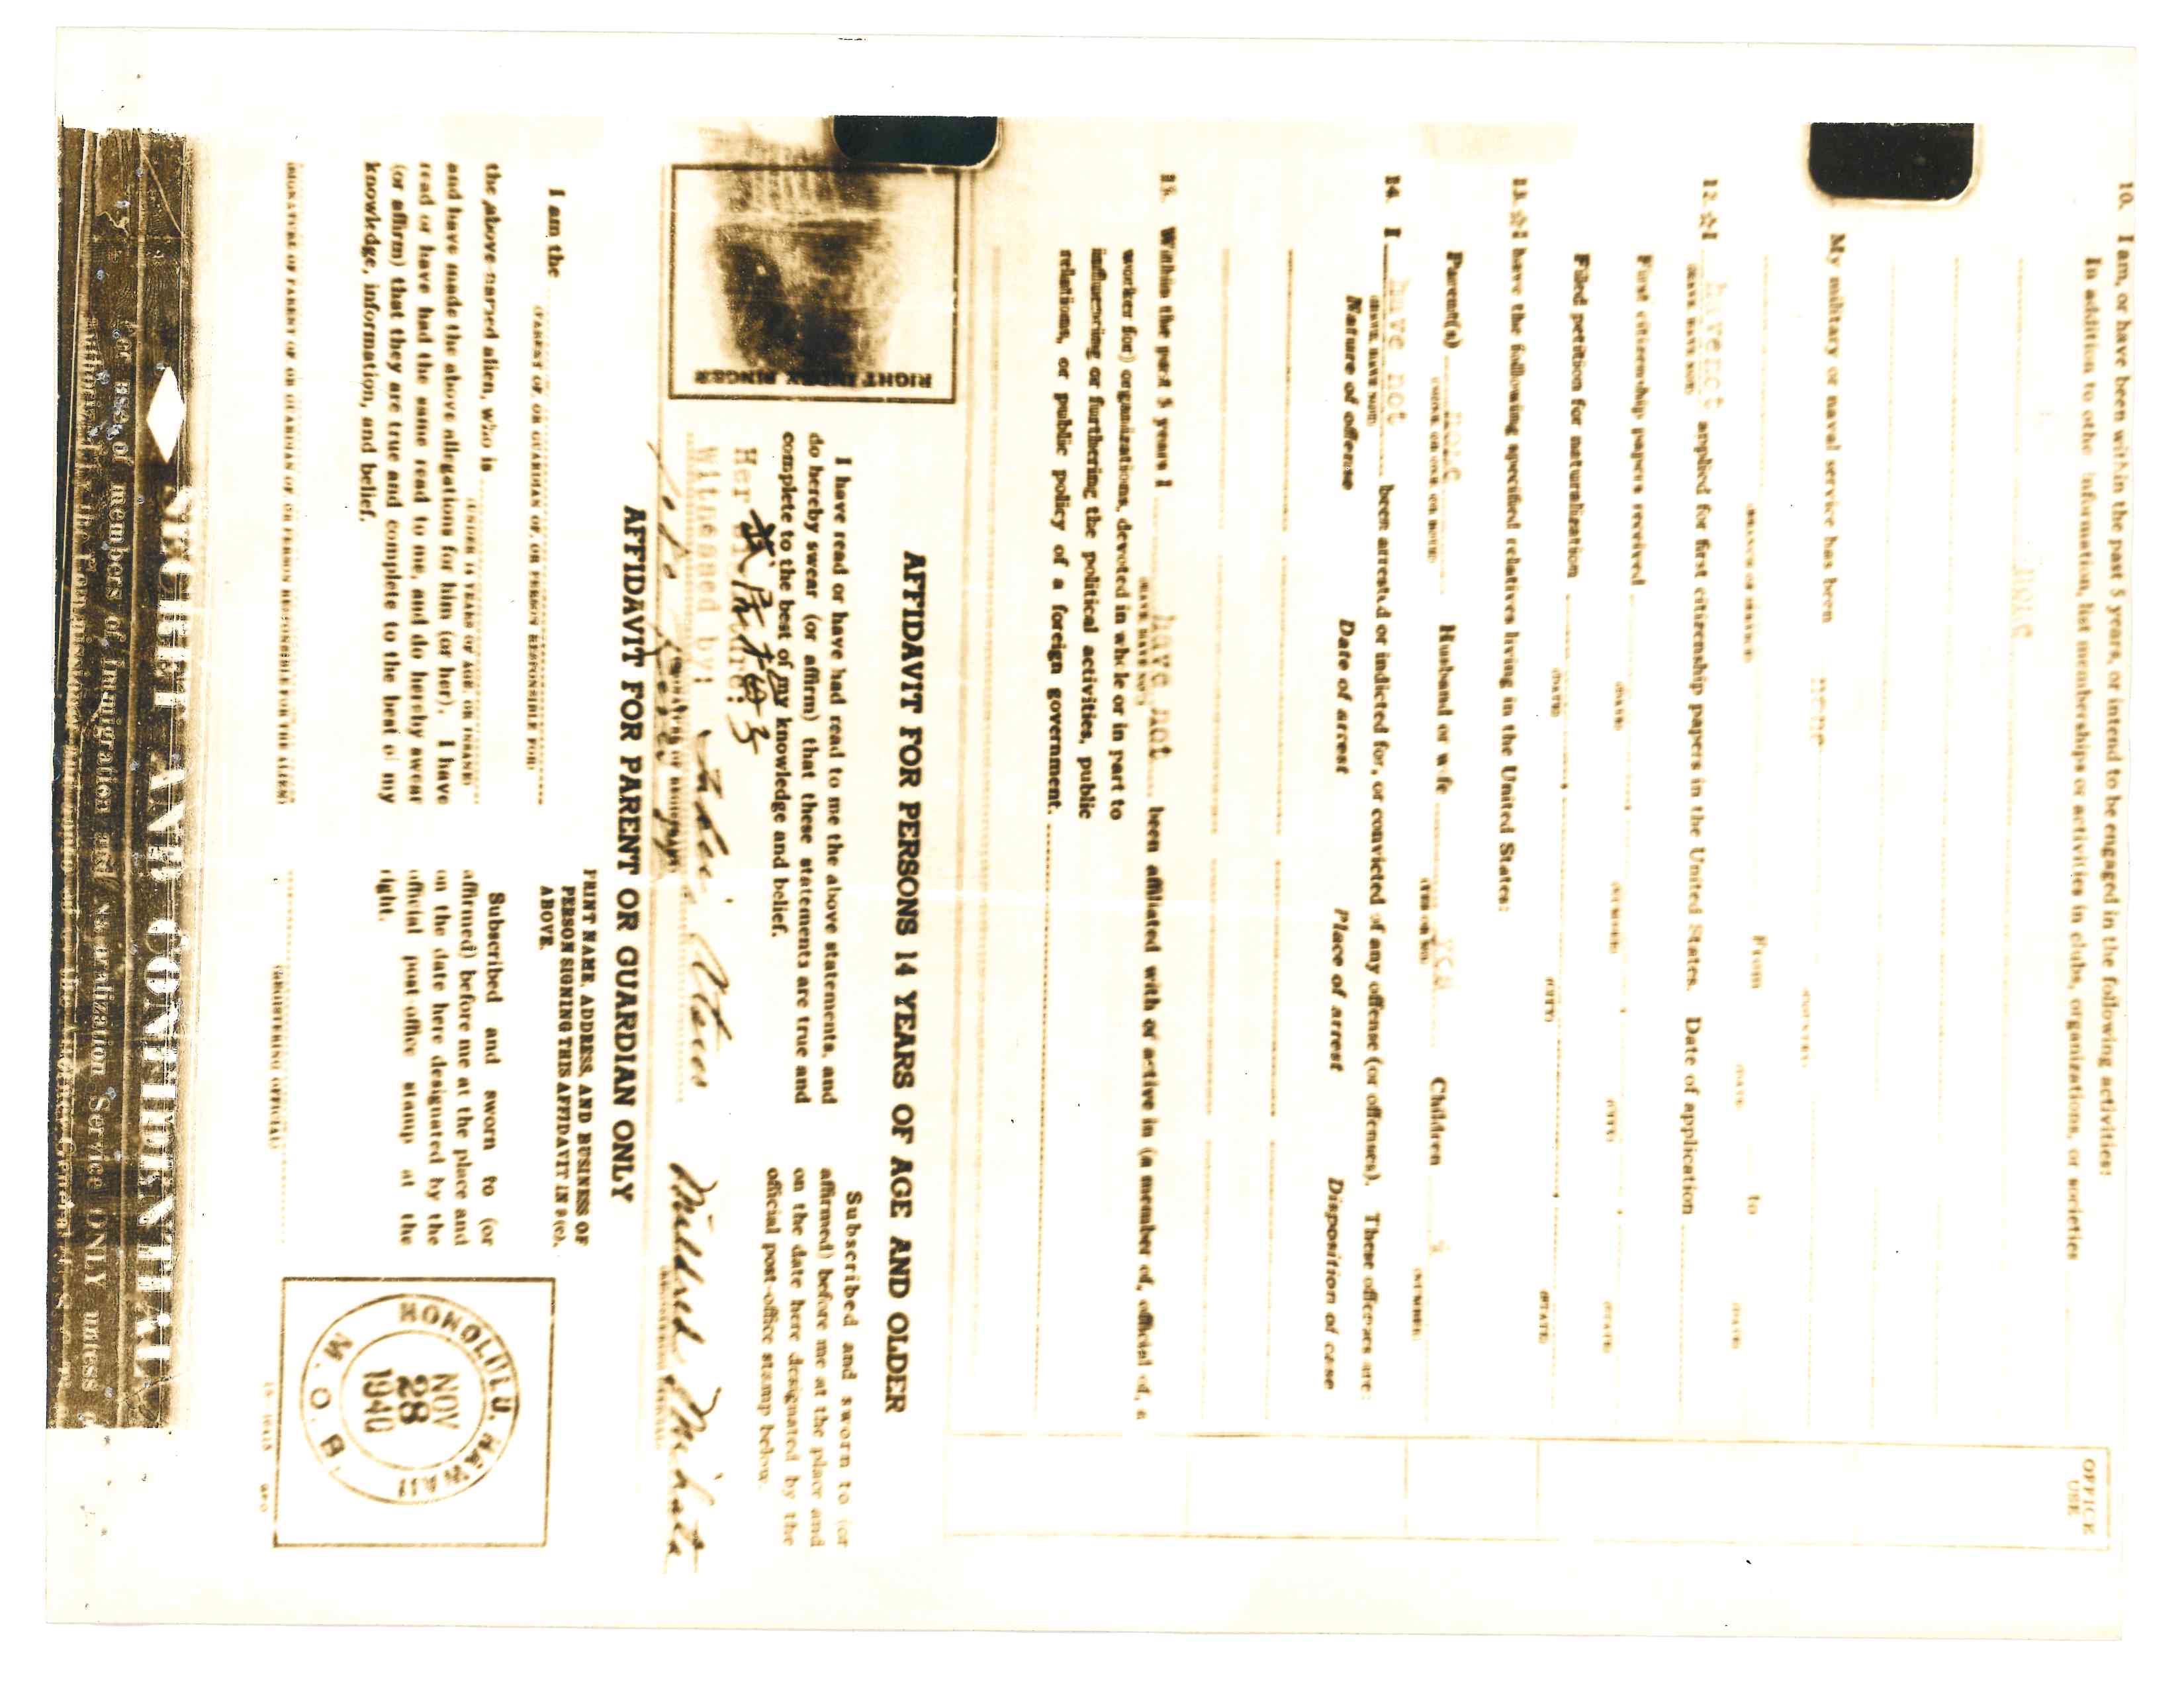 10. I am, or have been within the past 5 years, or intend to be engaged in the following activities:
In addition to othe information, list memberships or activities in clubs, organizations, or societies
OFFICE
USE
none
My military or naval service has been none
(COUNTRY)
From to
(BRANCH OF SERVICE) (DATE) (DATE)
12. ☆I have not applied for first citizenship papers in the United States. Date of application
(HAVE, HAVE NOT)
First citizenship papers received
(DATE) (NUMBER) (CITY) (STATE)
Filed petition for naturalization
(DATE) (CITY) (STATE)
13. ☆I have the following specified relatives living in the United States:
Parent(s) none Husband or wife yes Children
(NONE, OR ONE, OR BOTH) (YES OR NO) (NUMBER)
14. I have not been arrested or indicted for, or convicted of any offense (or offenses). These offenses are:
(HAVE, HAVE NOT)
Nature of offense Date of arrest Place of arrest Disposition of case
15. Within the past 5 years I have not been affiliated with or active in (a member of, official of, a
(HAVE, HAVE NOT)
worker for) organizations, devoted in whole or in part to
influencing or furthering the political activities, public
relations, or public policy of a foreign government.
RIGHT INDEX FINGER
AFFIDAVIT FOR PERSONS 14 YEARS OF AGE AND OLDER
I have read or have had read to me the above statements, and
do hereby swear (or affirm) that these statements are true and
complete to the best of my knowledge and belief.
Subscribed and sworn to (or
affirmed) before me at the place and
on the date here designated by the
official post-office stamp below.
Her signature: 武居梅子
Witnessed by: Takei
(SIGNATURE OF REGISTRANT)
Mildred Mihata
(REGISTERING OFFICIAL)
AFFIDAVIT FOR PARENT OR GUARDIAN ONLY
I am the
(PARENT OF, OR GUARDIAN OF, OR PERSON RESPONSIBLE FOR)
the above-named alien, who is
(UNDER 14 YEARS OF AGE, OR INSANE)
and have made the above allegations for him (or her). I have
read or have had the same read to me, and do hereby swear
(or affirm) that they are true and complete to the best of my
knowledge, information, and belief.
(SIGNATURE OF PARENT OF, OR GUARDIAN OF, OR PERSON RESPONSIBLE FOR THE ALIEN)
PRINT NAME, ADDRESS, AND BUSINESS OF
PERSON SIGNING THIS AFFIDAVIT IN 9(c),
ABOVE.
Subscribed and sworn to (or
affirmed) before me at the place and
on the date here designated by the
official post-office stamp at the
right.
(REGISTERING OFFICIAL)
HONOLULU, HAWAII
NOV
28
1940
M. O. B.
16—16415 GPO
SECRET AND CONFIDENTIAL
For use of members of Immigration and Naturalization Service ONLY unless
authorized by the Commissioner and of the Attorney General